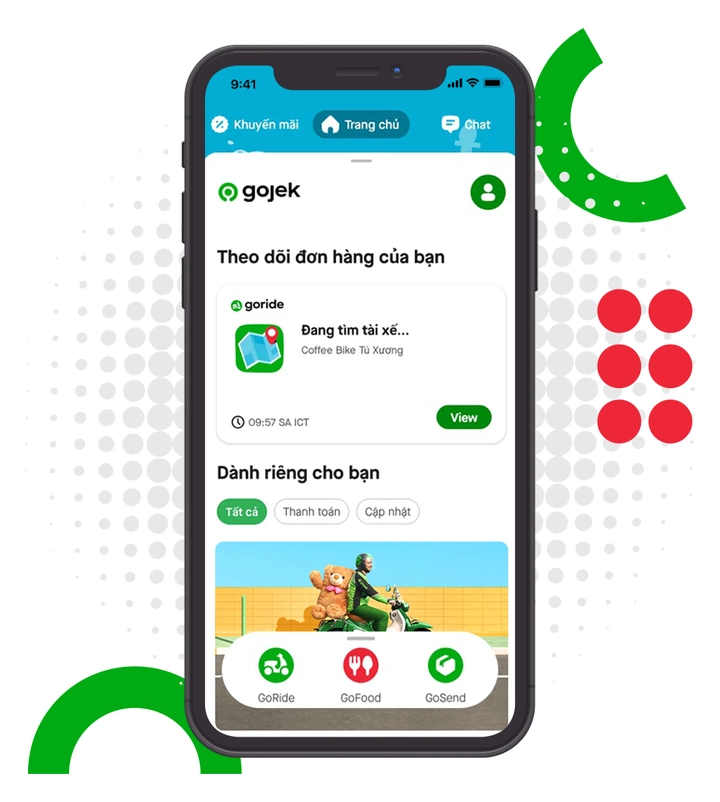 9:41
Khuyến mãi
Trang chủ
Chat
gojek
Theo dõi đơn hàng của bạn
goride
Đang tìm tài xế...
Coffee Bike Tú Xương
09:57 SA ICT
View
Dành riêng cho bạn
Tất cả
Thanh toán
Cập nhật
GoRide
GoFood
GoSend